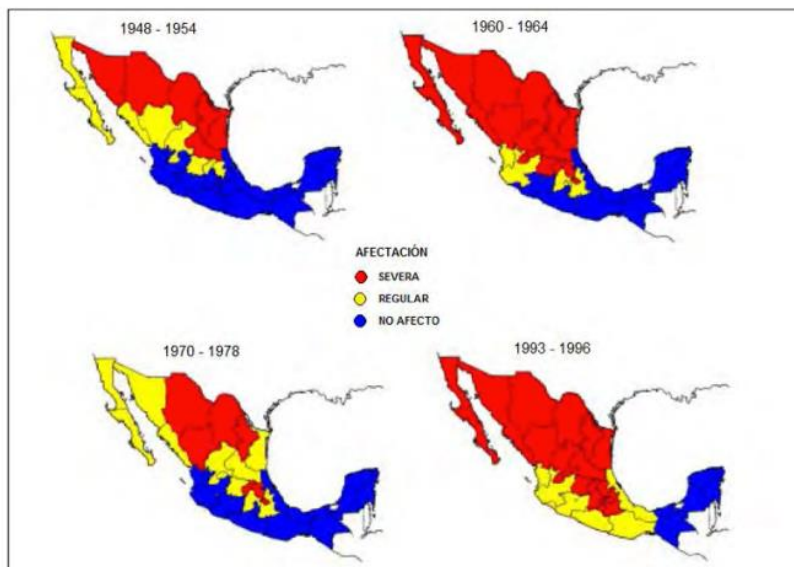 1948 - 1954
1960 - 1964
AFECTACIÓN
SEVERA
REGULAR
NO AFECTO
1970 - 1978
1993 - 1996